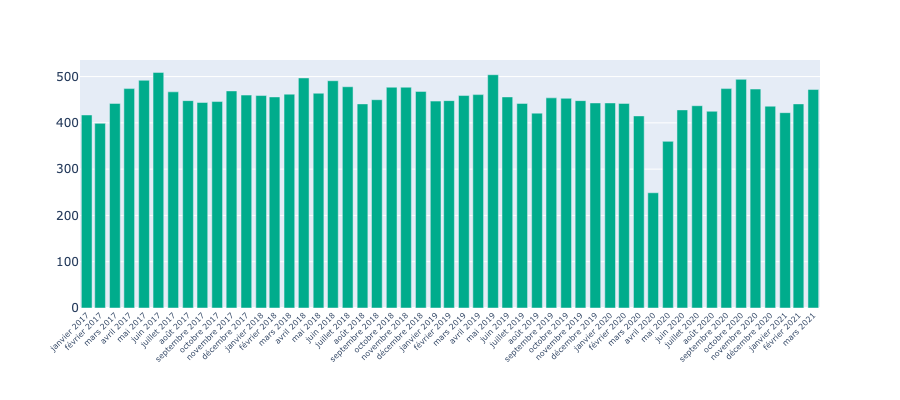 500
400
300
200
100
0
janvier 2017
février 2017
mars 2017
avril 2017
mai 2017
juin 2017
juillet 2017
août 2017
septembre 2017
octobre 2017
novembre 2017
décembre 2017
janvier 2018
février 2018
mars 2018
avril 2018
mai 2018
juin 2018
juillet 2018
août 2018
septembre 2018
octobre 2018
novembre 2018
décembre 2018
janvier 2019
février 2019
mars 2019
avril 2019
mai 2019
juin 2019
juillet 2019
août 2019
septembre 2019
octobre 2019
novembre 2019
décembre 2019
janvier 2020
février 2020
mars 2020
avril 2020
mai 2020
juin 2020
juillet 2020
août 2020
septembre 2020
octobre 2020
novembre 2020
décembre 2020
janvier 2021
février 2021
mars 2021